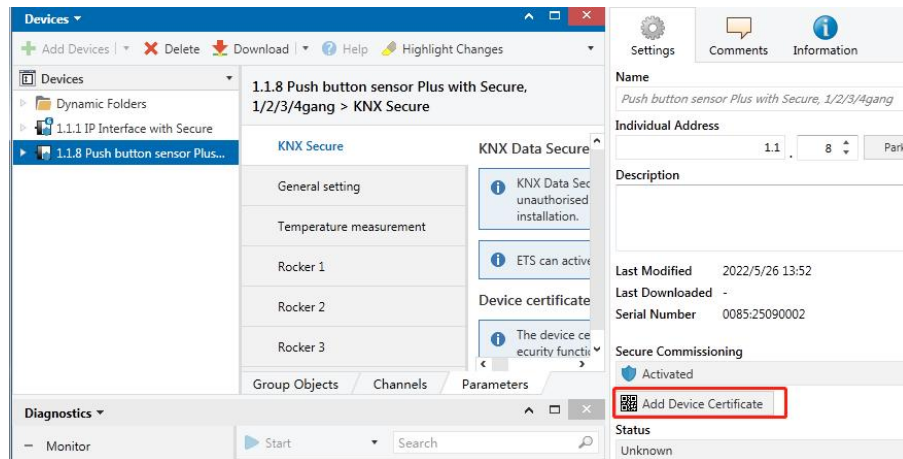 Devices
Add Devices
Delete
Download
Help
Highlight Changes
Devices
Dynamic Folders
1.1.1 IP Interface with Secure
1.1.8 Push button sensor Plus...
1.1.8 Push button sensor Plus with Secure,
1/2/3/4gang > KNX Secure
KNX Secure
General setting
Temperature measurement
Rocker 1
Rocker 2
Rocker 3
KNX Data Secure
KNX Data Sec
unauthorised
installation.
ETS can active
Device certificate
The device ce
ecurity functio
Group Objects
Channels
Parameters
Diagnostics
Monitor
Start
Search
Settings
Comments
Information
Name
Push button sensor Plus with Secure, 1/2/3/4gang
Individual Address
1.1 . 8
Park
Description
Last Modified 2022/5/26 13:52
Last Downloaded -
Serial Number 0085:25090002
Secure Commissioning
Activated
Add Device Certificate
Status
Unknown